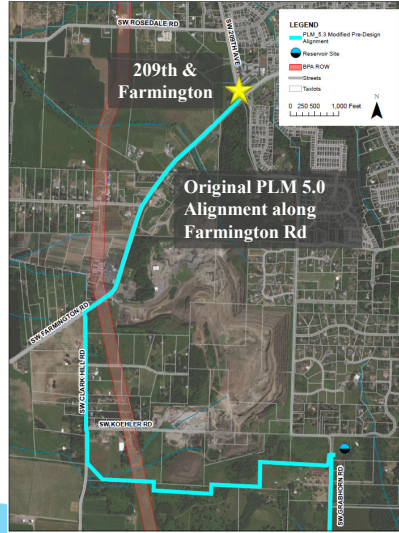 SW ROSEDALE RD
SW 209TH AVE
LEGEND
PLM_5.3 Modified Pre-Design
Alignment
Reservoir Site
BPA ROW
Streets
Taxlots
0 250 500 1,000 Feet
N
209th &
Farmington
Original PLM 5.0
Alignment along
Farmington Rd
SW FARMINGTON RD
SW CLARK HILL RD
SW KOEHLER RD
SW GRABHORN RD